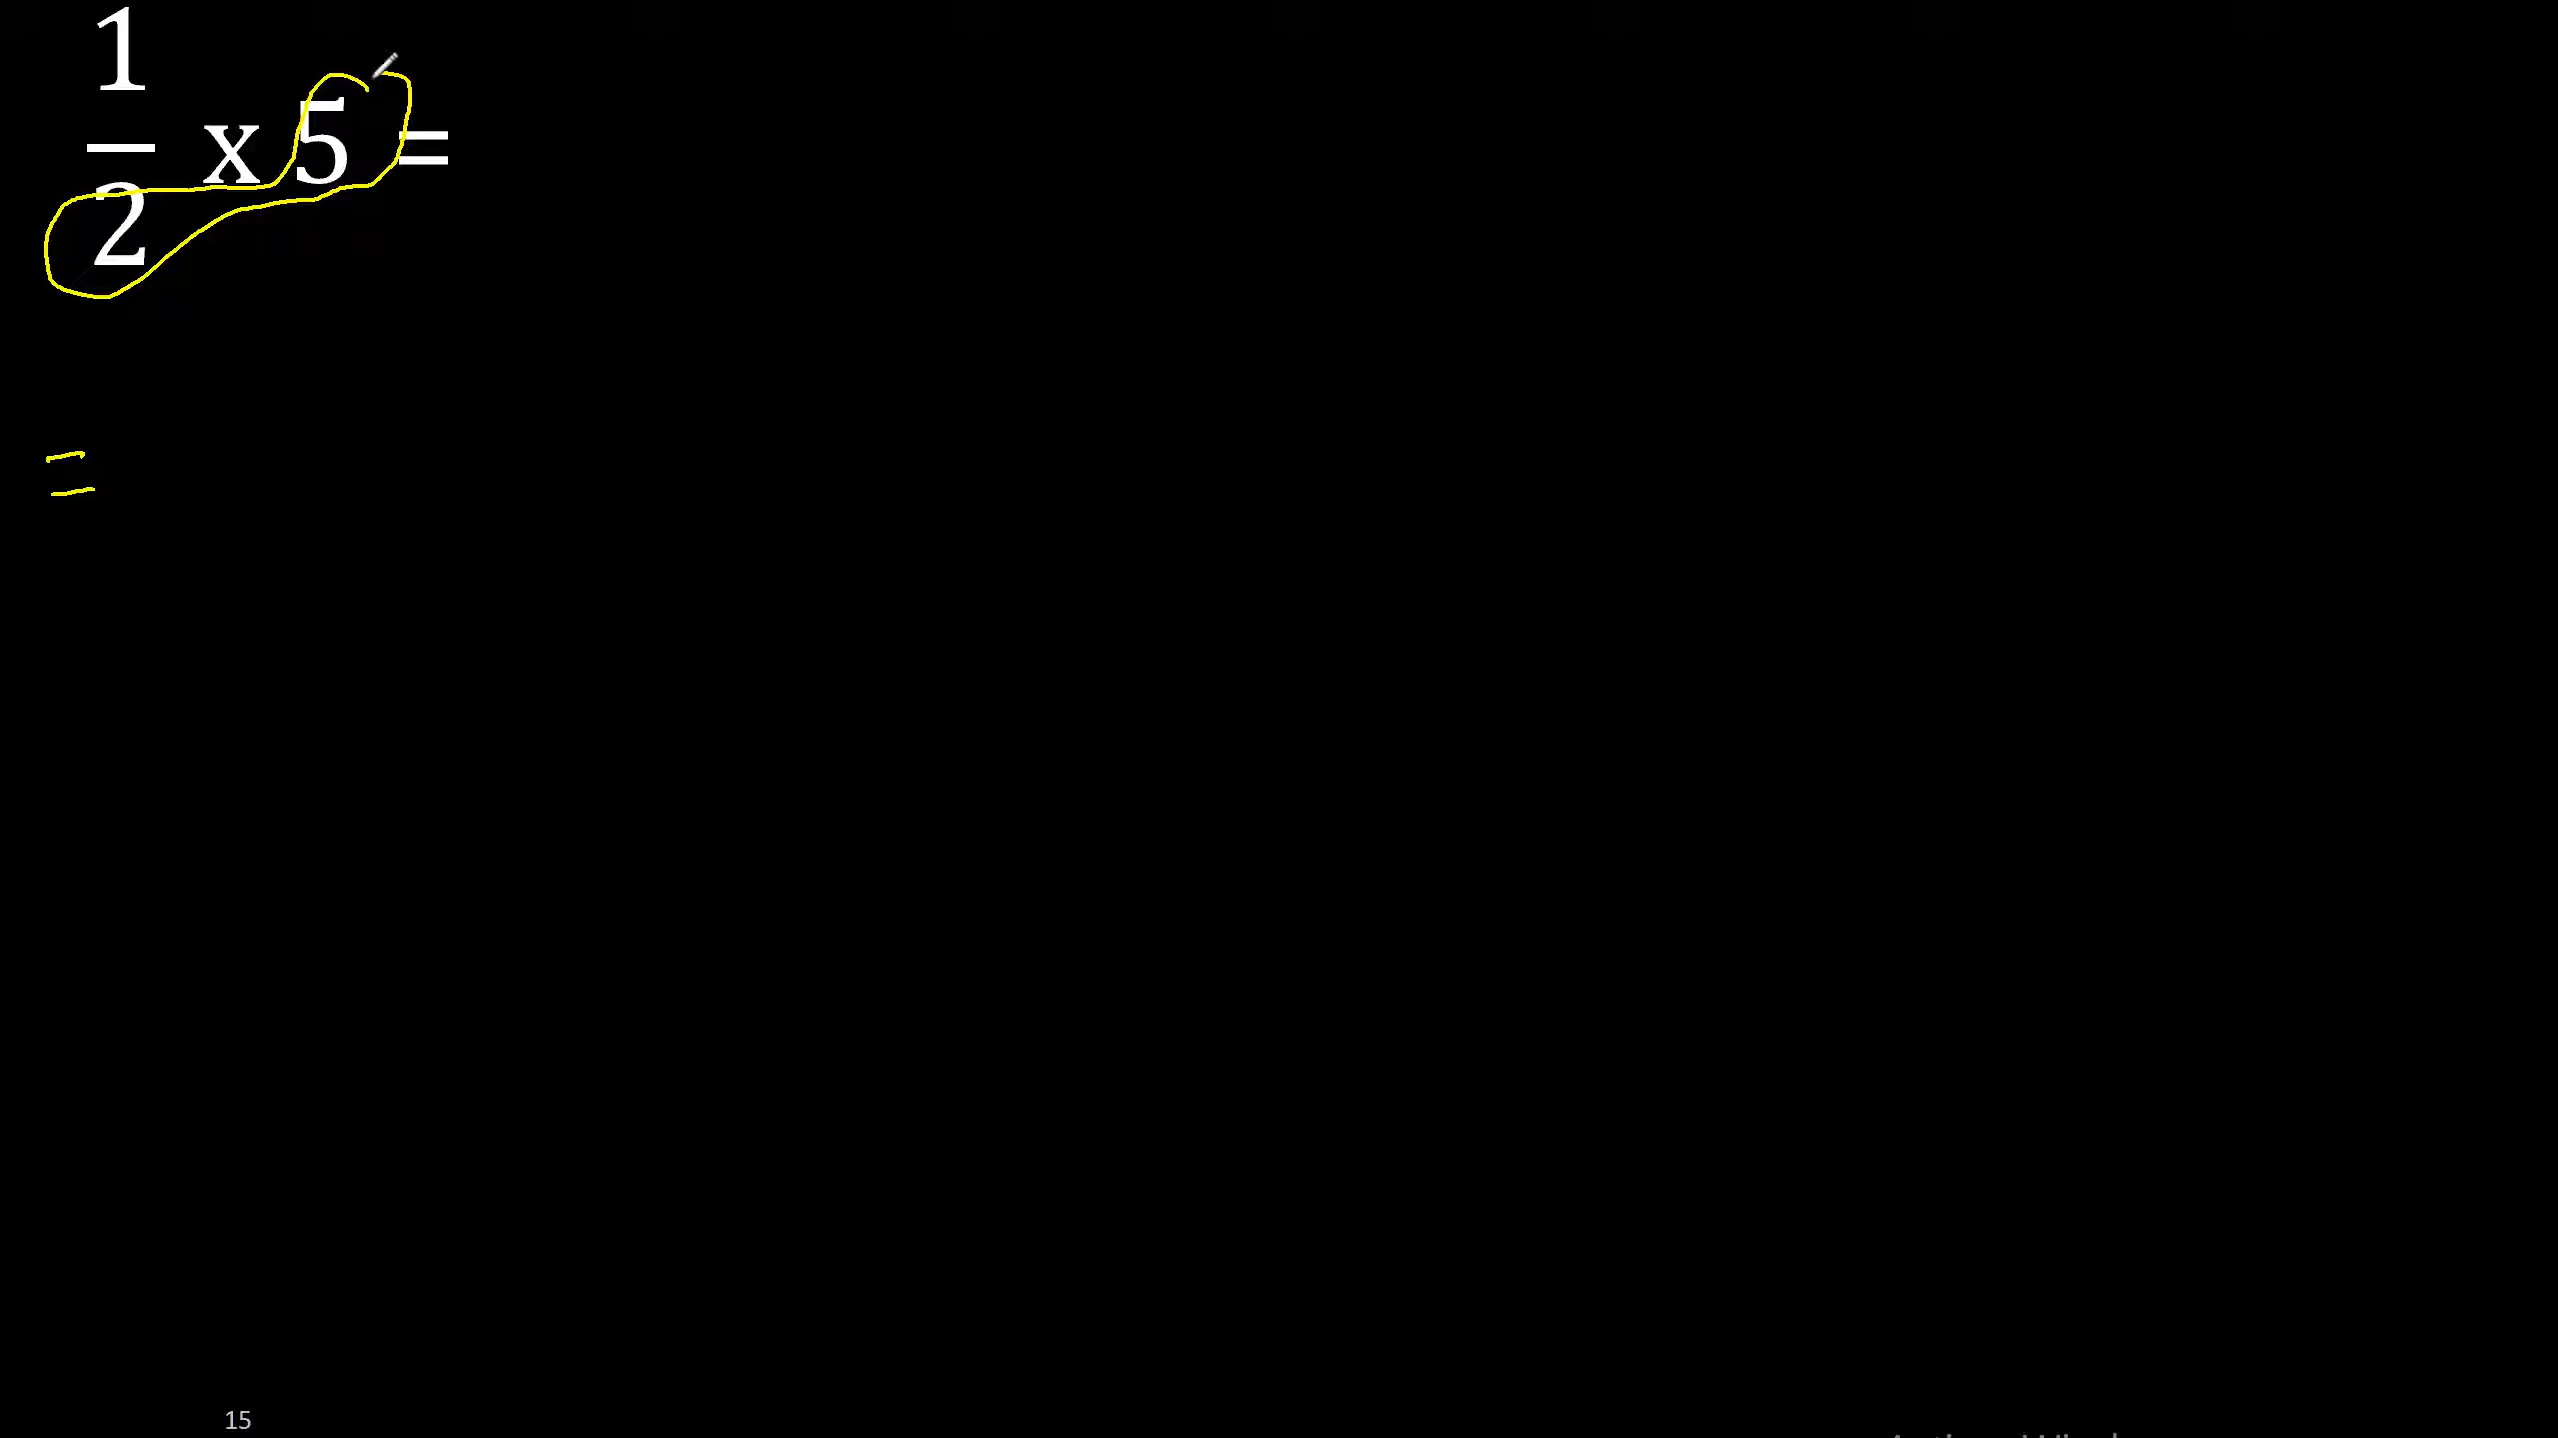 1/2 x 5 =
=
15